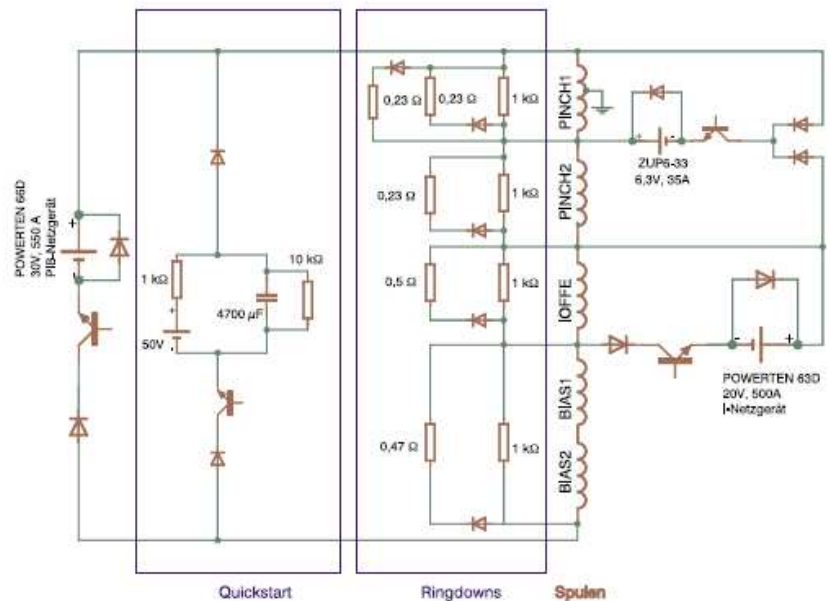 POWERTEN 66D
30V, 550 A
PIB-Netzgerät
+
-
1 kΩ
+
50V
-
4700 µF
10 kΩ
Quickstart
0,23 Ω
0,23 Ω
1 kΩ
0,23 Ω
1 kΩ
0,5 Ω
1 kΩ
0,47 Ω
1 kΩ
Ringdowns
PINCH1
PINCH2
IOFFE
BIAS1
BIAS2
Spulen
+
-
ZUP6-33
6,3V, 35A
-
+
POWERTEN 63D
20V, 500A
I-Netzgerät